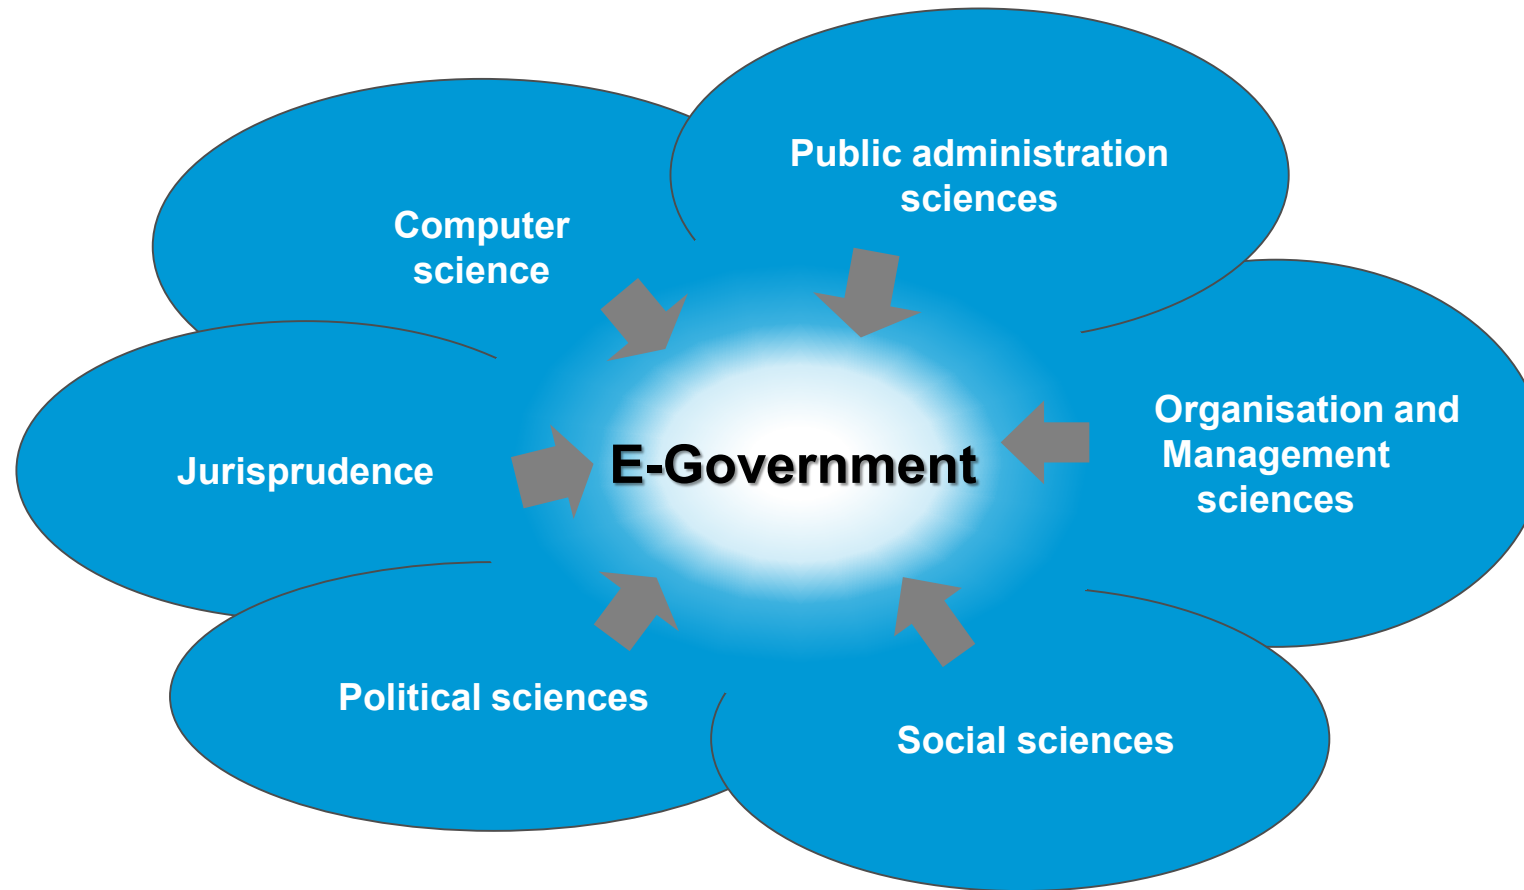 Public administration
sciences
Computer
science
Organisation and
Management
sciences
Jurisprudence
E-Government
Political sciences
Social sciences